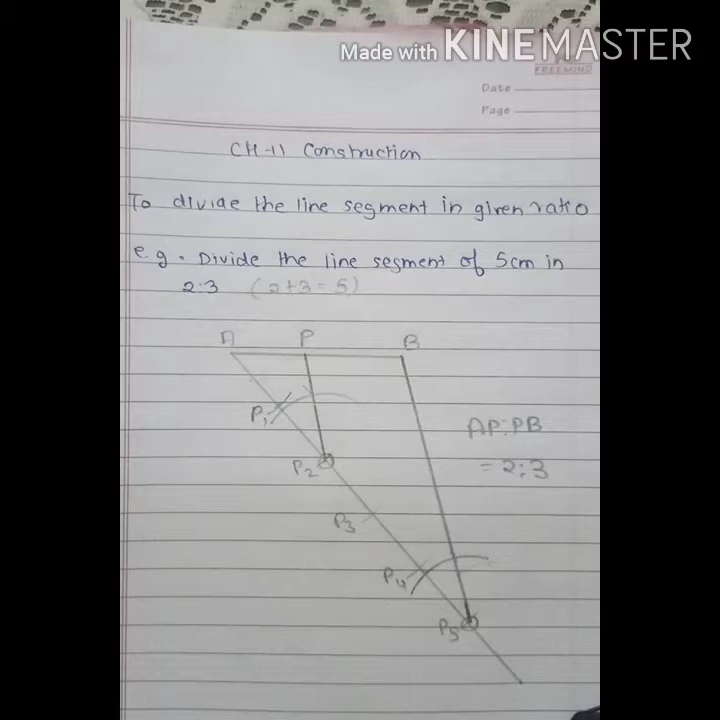 Made with KINEMASTER
FREEMIND
Date
Page
CH-11 Construction
To divide the line segment in given ratio
e.g. Divide the line segment of 5cm in
2:3 (2+3=5)
A P B
P1
AP:PB
P2
= 2:3
P3
P4
P5